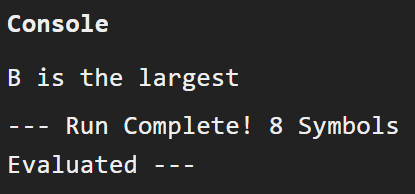 Console
B is the largest
--- Run Complete! 8 Symbols
Evaluated ---